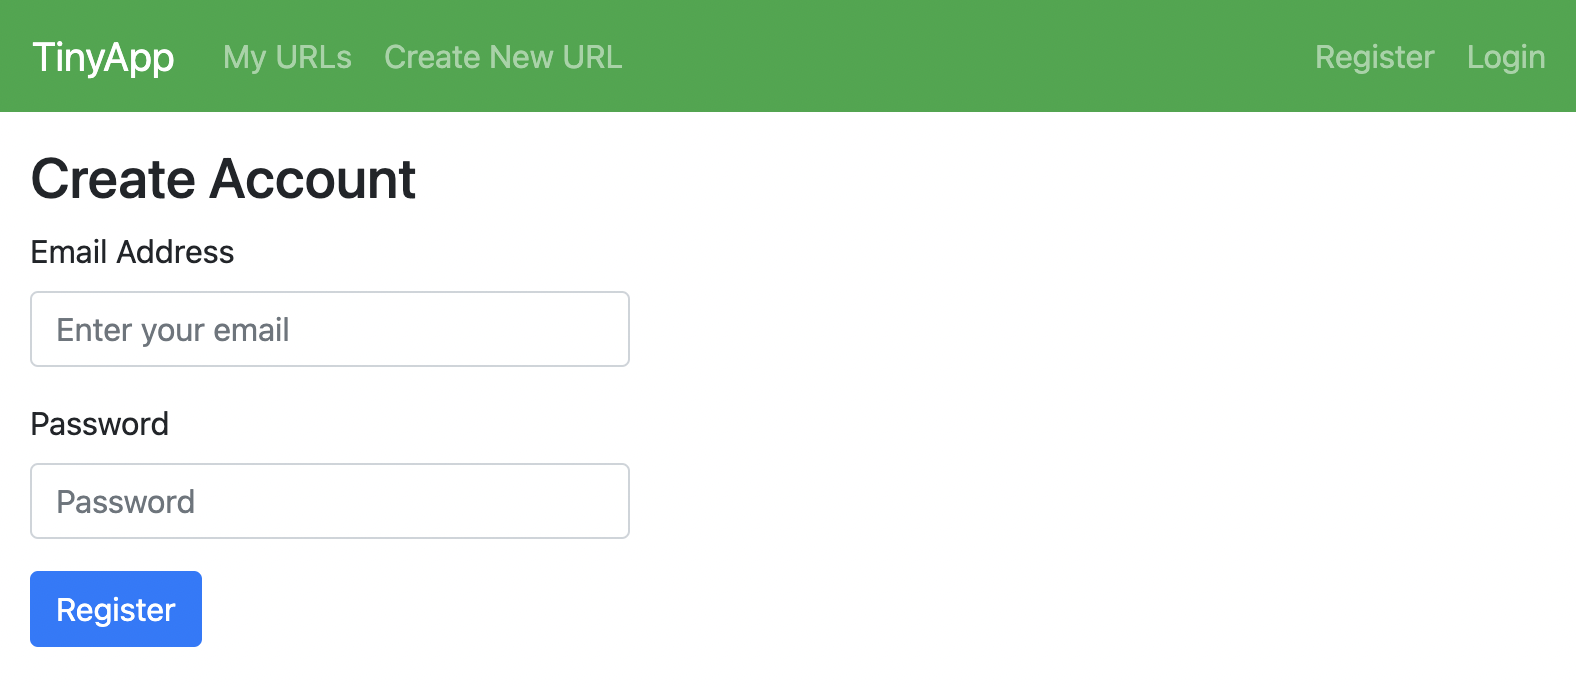 TinyApp My URLs Create New URL Register Login
Create Account
Email Address
Enter your email
Password
Password
Register